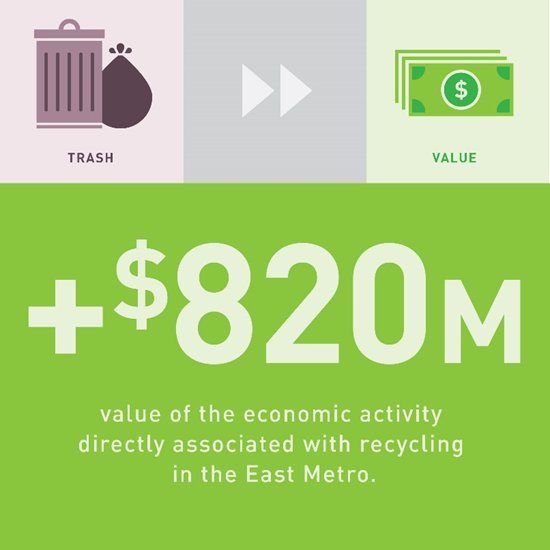 TRASH
$
VALUE
+$820M
value of the economic activity
directly associated with recycling
in the East Metro.